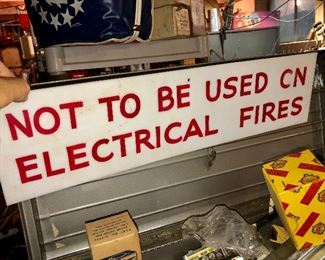 NOT TO BE USED CN
ELECTRICAL FIRES